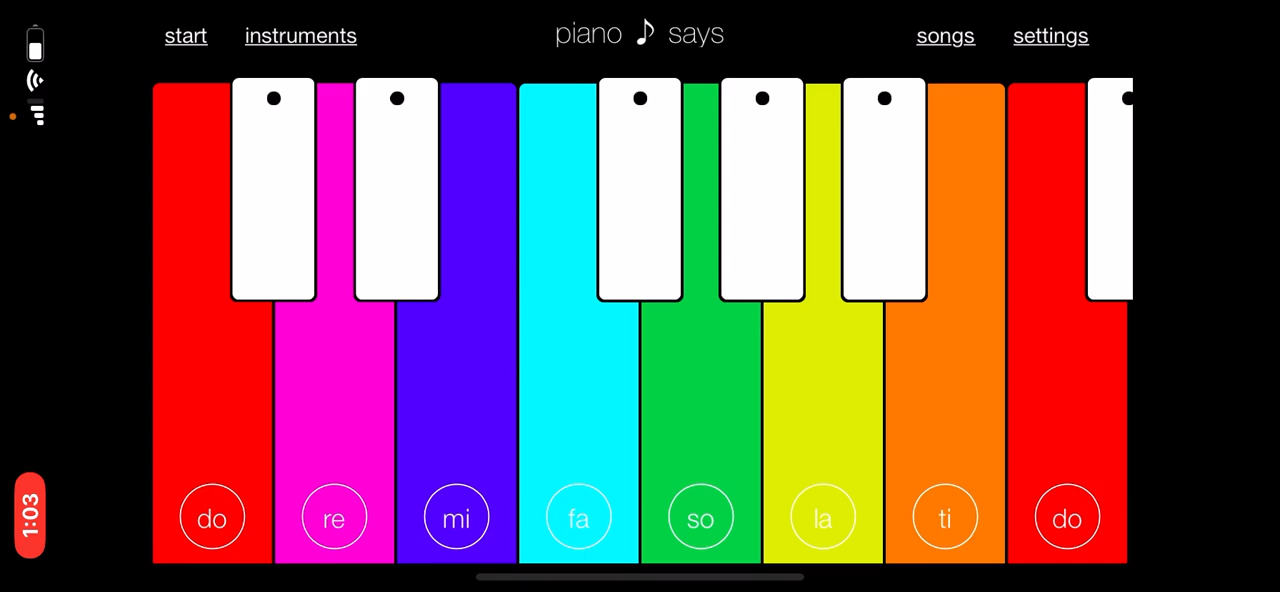 start instruments piano ♪ says songs settings
do re mi fa so la ti do
1:03